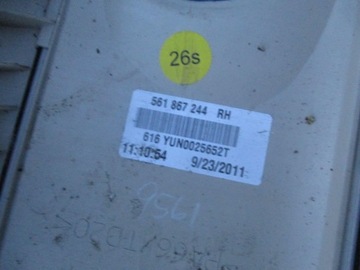 26s
561 867 244 RH
616 YUN0025652T
11:10:54 9/23/2011